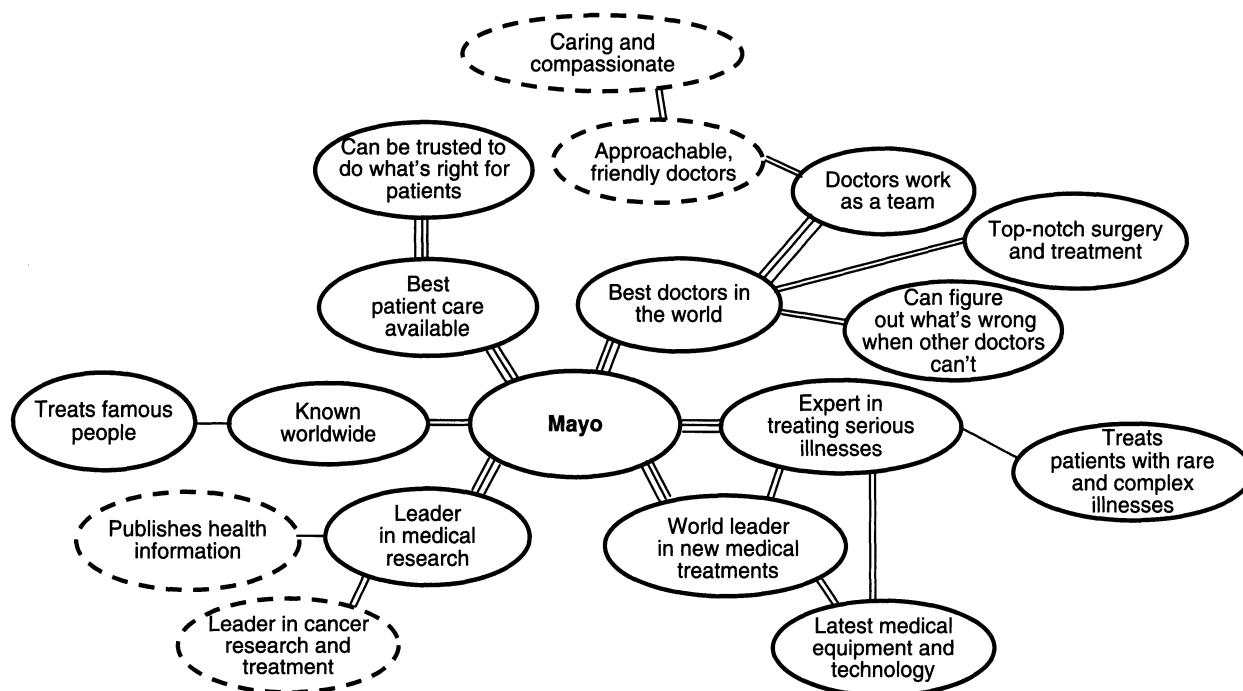 Caring and
compassionate
Can be trusted to
do what's right for
patients
Approachable,
friendly doctors
Doctors work
as a team
Top-notch surgery
and treatment
Best
patient care
available
Best doctors in
the world
Can figure
out what's wrong
when other doctors
can't
Treats famous
people
Known
worldwide
Mayo
Expert in
treating serious
illnesses
Treats
patients with rare
and complex
illnesses
Publishes health
information
Leader
in medical
research
World leader
in new medical
treatments
Leader in cancer
research and
treatment
Latest medical
equipment and
technology